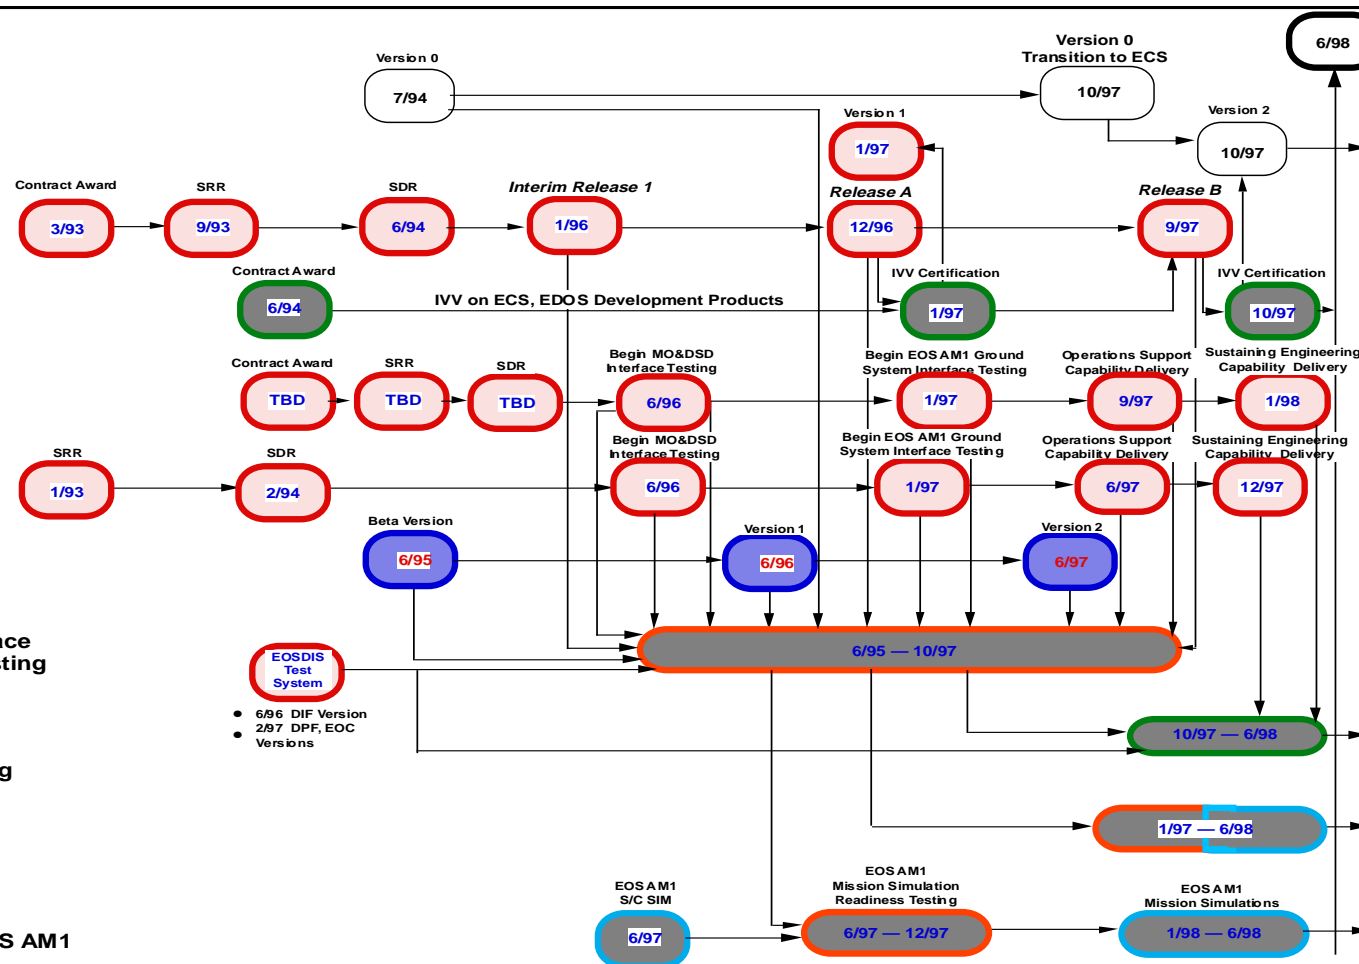 6/98
Version 0
Transition to ECS
Version 0
7/94
10/97
Version 1
Version 2
1/97
10/97
Contract Award
SRR
SDR
Interim Release 1
Release A
Release B
3/93
9/93
6/94
1/96
12/96
9/97
Contract Award
IVV Certification
IVV Certification
6/94
IVV on ECS, EDOS Development Products
1/97
10/97
Contract Award
SRR
SDR
Begin MO&DSD
Interface Testing
Begin EOS AM1 Ground
System Interface Testing
Operations Support
Capability Delivery
Sustaining Engineering
Capability Delivery
TBD
TBD
TBD
6/96
1/97
9/97
1/98
SRR
SDR
Begin MO&DSD
Interface Testing
Begin EOS AM1 Ground
System Interface Testing
Operations Support
Capability Delivery
Sustaining Engineering
Capability Delivery
1/93
2/94
6/96
1/97
6/97
12/97
Beta Version
Version 1
Version 2
6/95
6/96
6/97
ace
sting
6/95 — 10/97
EOSDIS
Test
System
● 6/96 DIF Version
● 2/97 DPF, EOC
Versions
10/97 — 6/98
g
1/97 — 6/98
EOS AM1
S/C SIM
EOS AM1
Mission Simulation
Readiness Testing
EOS AM1
Mission Simulations
6/97
6/97 — 12/97
1/98 — 6/98
S AM1